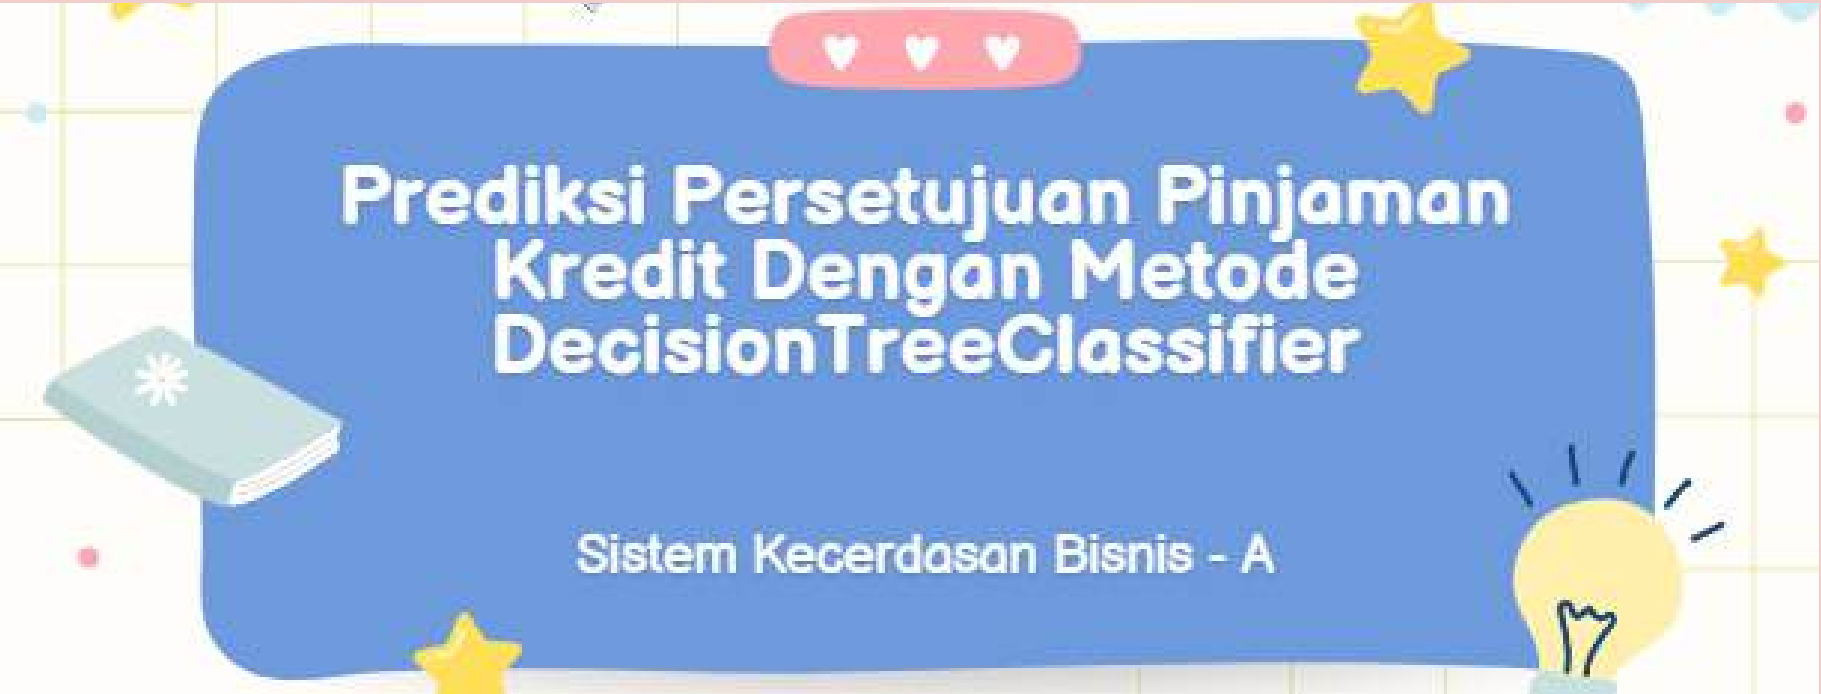 Prediksi Persetujuan Pinjaman
Kredit Dengan Metode
DecisionTreeClassifier
Sistem Kecerdasan Bisnis - A